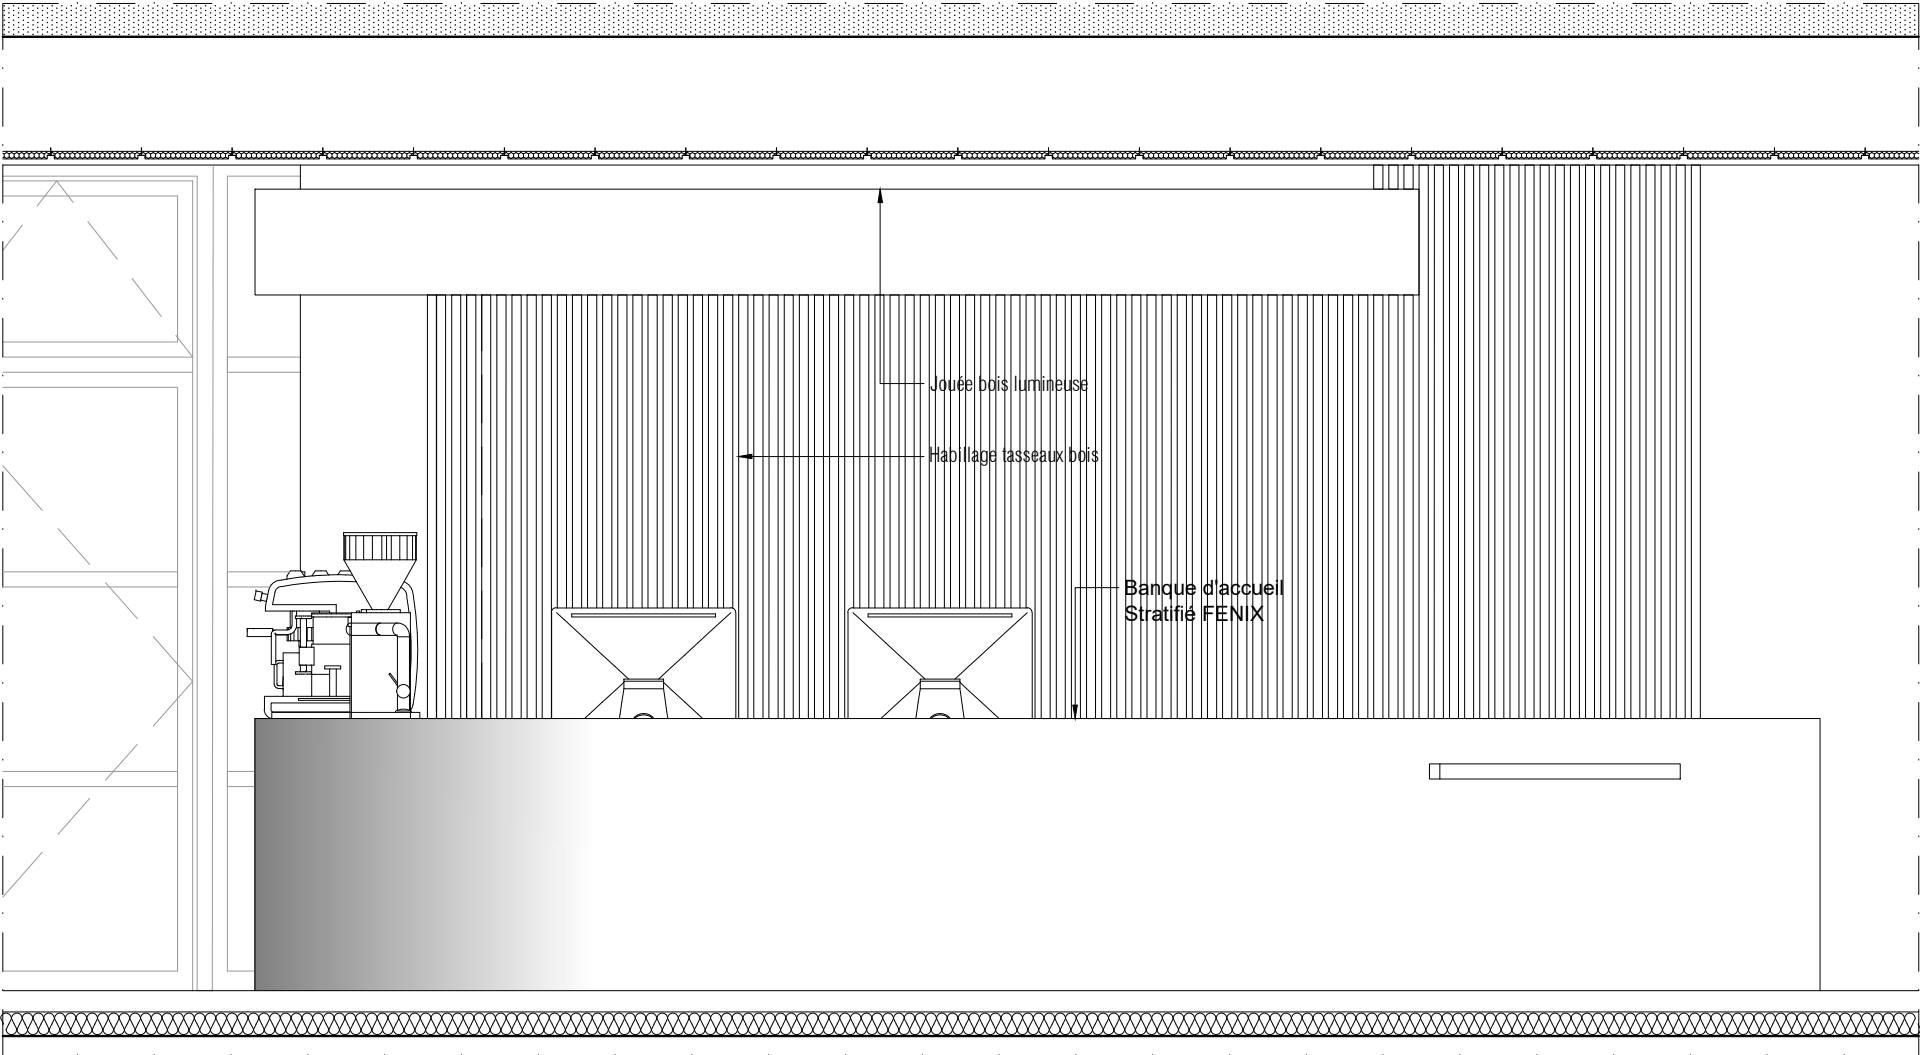 Jouée bois lumineuse
Habillage tasseaux bois
Banque d'accueil
Stratifié FENIX